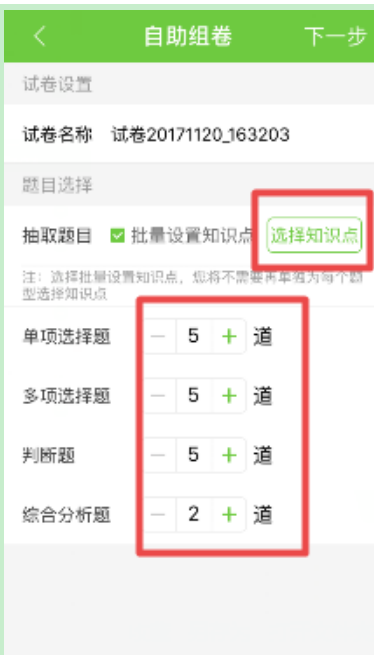 自助组卷 下一步
试卷设置
试卷名称 试卷20171120_163203
题目选择
抽取题目 批量设置知识点 选择知识点
注：选择批量设置知识点，您将不需要再单独为每个题
型选择知识点
单项选择题 － 5 + 道
多项选择题 － 5 + 道
判断题 － 5 + 道
综合分析题 － 2 + 道